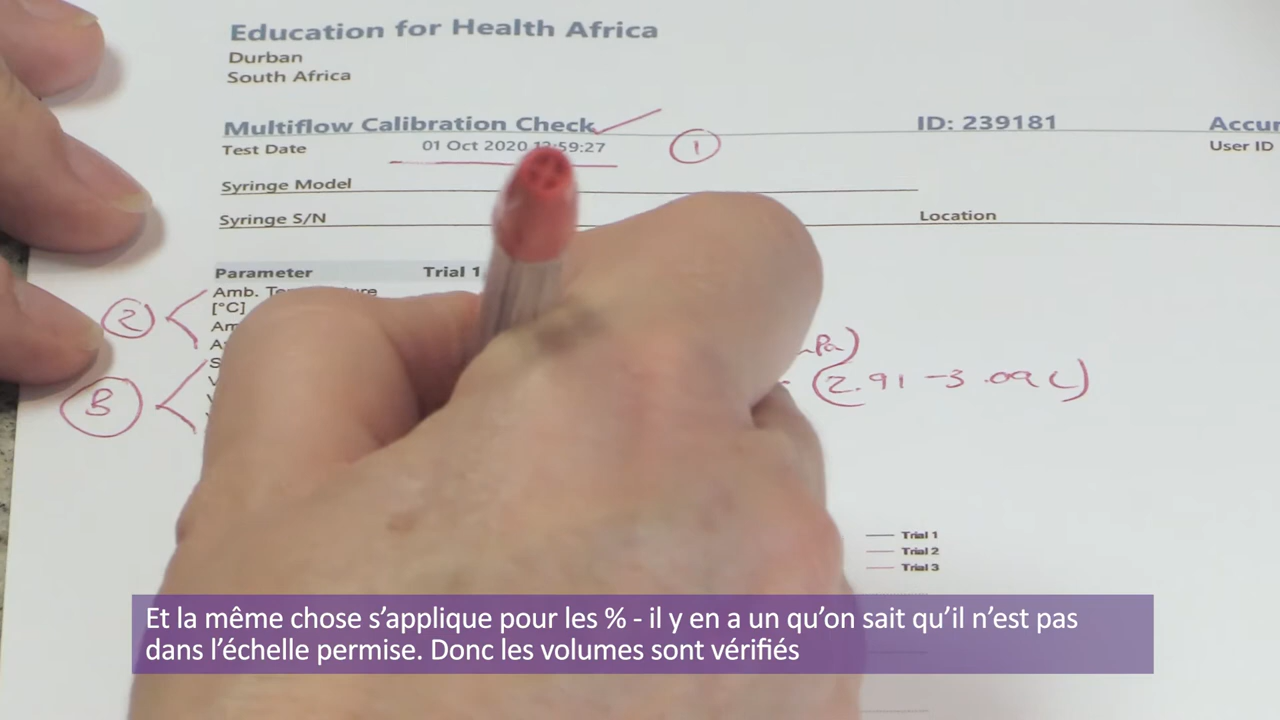 Education for Health Africa
Durban
South Africa
Multiflow Calibration Check ID: 239181
Test Date 01 Oct 2020 User ID
1
Syringe Model
Syringe S/N Location
Parameter Trial 1
Amb.
[°C]
2
3
(2.91 - 3.09 L)
Trial 1
Trial 2
Trial 3
Et la même chose s’applique pour les % - il y en a un qu’on sait qu’il n’est pas
dans l’échelle permise. Donc les volumes sont vérifiés